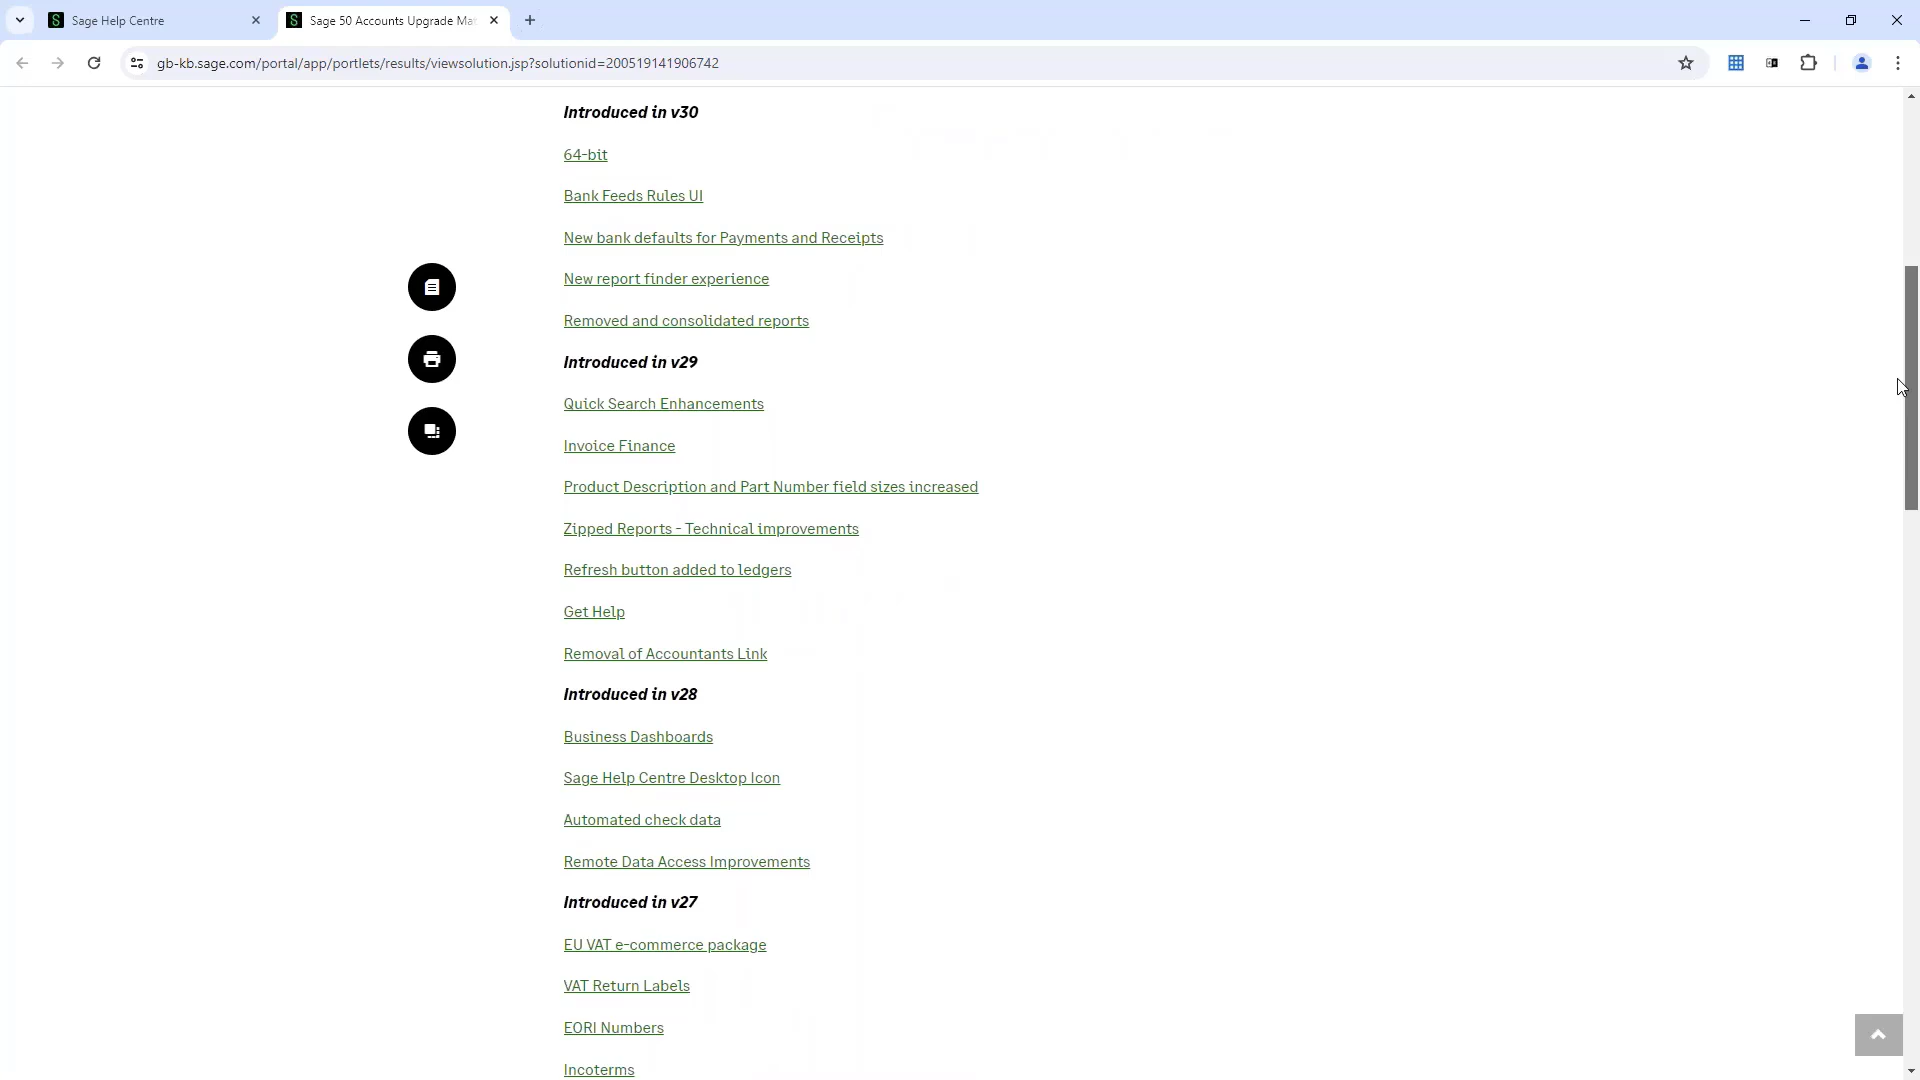 Sage Help Centre
Sage 50 Accounts Upgrade Mat
gb-kb.sage.com/portal/app/portlets/results/viewsolution.jsp?solutionid=200519141906742
Introduced in v30
64-bit
Bank Feeds Rules UI
New bank defaults for Payments and Receipts
New report finder experience
Removed and consolidated reports
Introduced in v29
Quick Search Enhancements
Invoice Finance
Product Description and Part Number field sizes increased
Zipped Reports - Technical improvements
Refresh button added to ledgers
Get Help
Removal of Accountants Link
Introduced in v28
Business Dashboards
Sage Help Centre Desktop Icon
Automated check data
Remote Data Access Improvements
Introduced in v27
EU VAT e-commerce package
VAT Return Labels
EORI Numbers
Incoterms